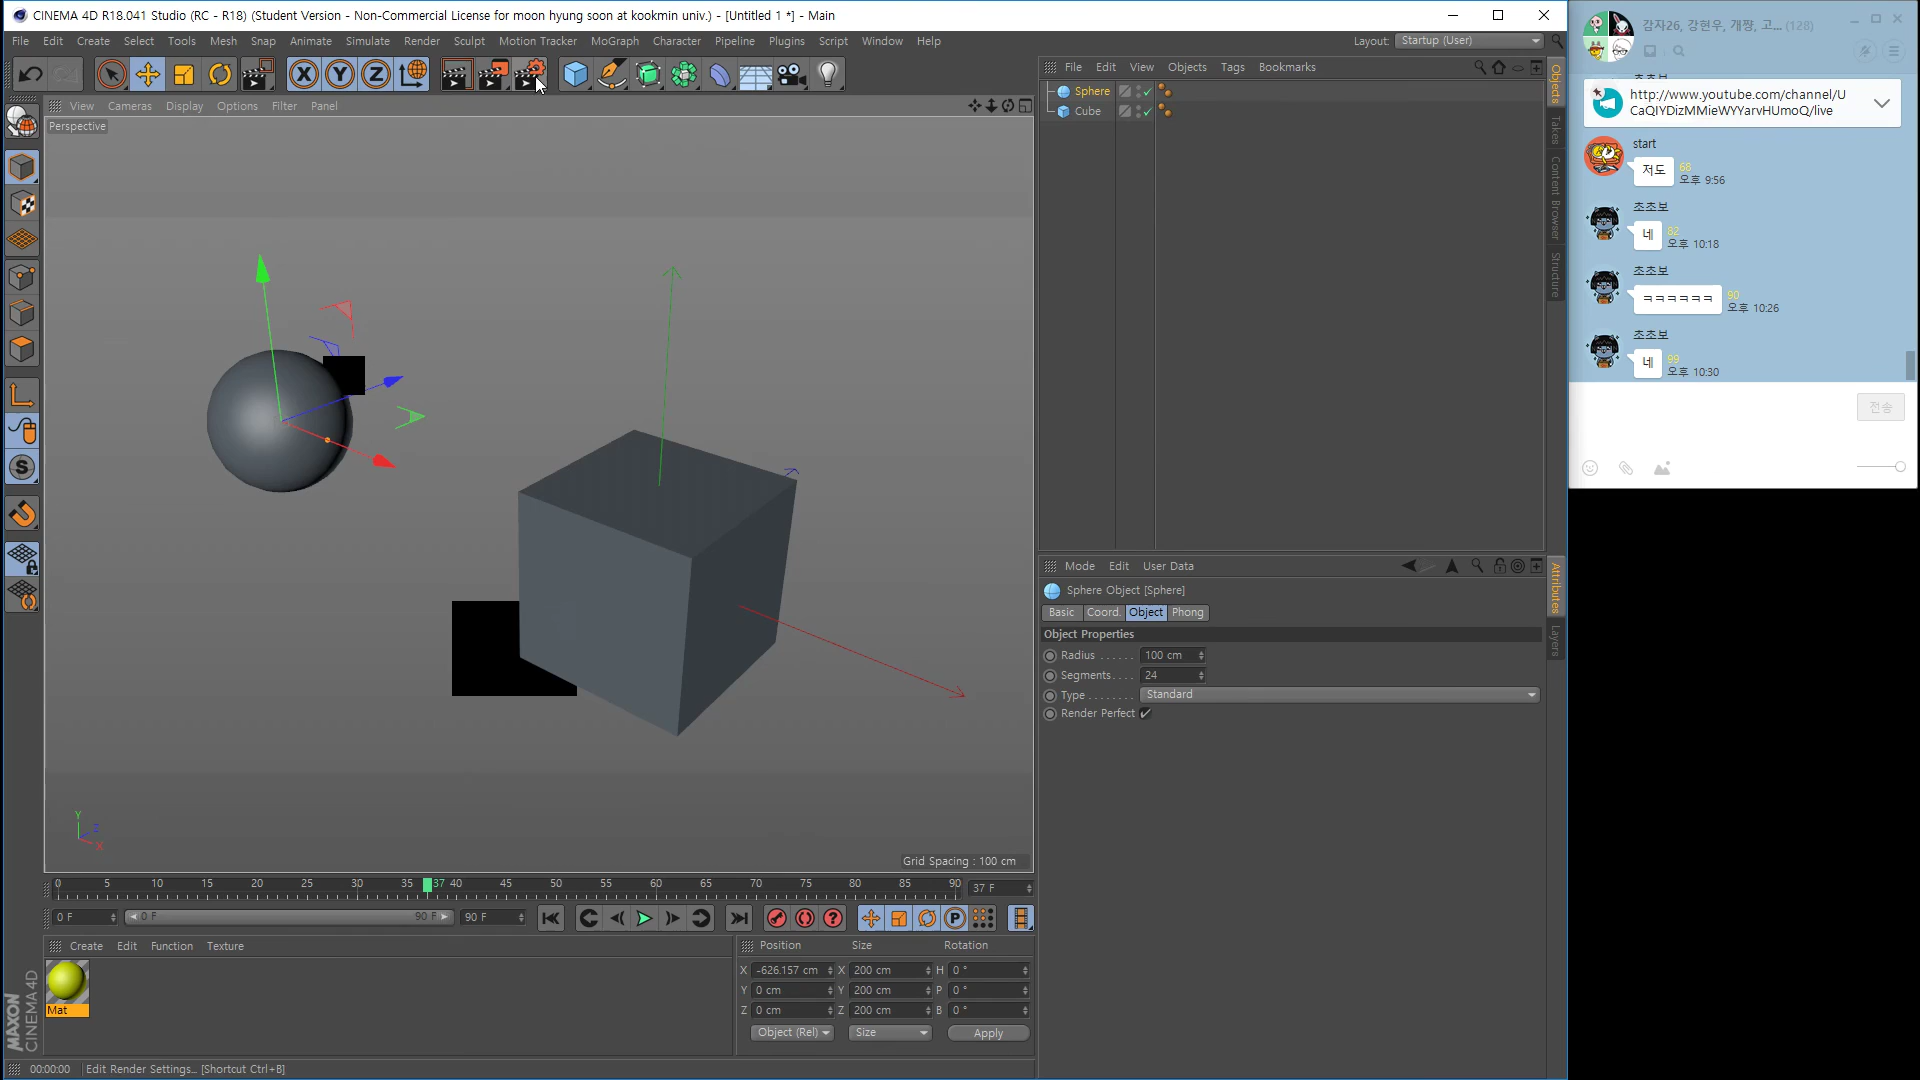 CINEMA 4D R18.041 Studio (RC - R18) (Student Version - Non-Commercial License for moon hyung soon at kookmin univ.) - [Untitled 1 *] - Main
File Edit Create Select Tools Mesh Snap Animate Simulate Render Sculpt Motion Tracker MoGraph Character Pipeline Plugins Script Window Help
Layout: Startup (User)
X Y Z
View Cameras Display Options Filter Panel
Perspective
S
Y
Z
X
Grid Spacing : 100 cm
0 5 10 15 20 25 30 35 37 40 45 50 55 60 65 70 75 80 85 90
37 F
0 F
0 F
90 F
90 F
P
Create Edit Function Texture
Mat
MAXON
CINEMA 4D
Position Size Rotation
X -626.157 cm X 200 cm H 0 °
Y 0 cm Y 200 cm P 0 °
Z 0 cm Z 200 cm B 0 °
Object (Rel) Size Apply
00:00:00 Edit Render Settings... [Shortcut Ctrl+B]
File Edit View Objects Tags Bookmarks
Sphere
Cube
Objects
Takes
Content Browser
Structure
Mode Edit User Data
Sphere Object [Sphere]
Basic Coord. Object Phong
Object Properties
Radius ...... 100 cm
Segments.... 24
Type ........ Standard
Render Perfect
Attributes
Layers
감자26, 강현우, 개쨩, 고... (128)
초초보
http://www.youtube.com/channel/U
CaQIYDizMMieWYYarvHUmoQ/live
start
저도
68
오후 9:56
초초보
네
82
오후 10:18
초초보
ㅋㅋㅋㅋㅋㅋ
90
오후 10:26
초초보
네
99
오후 10:30
전송